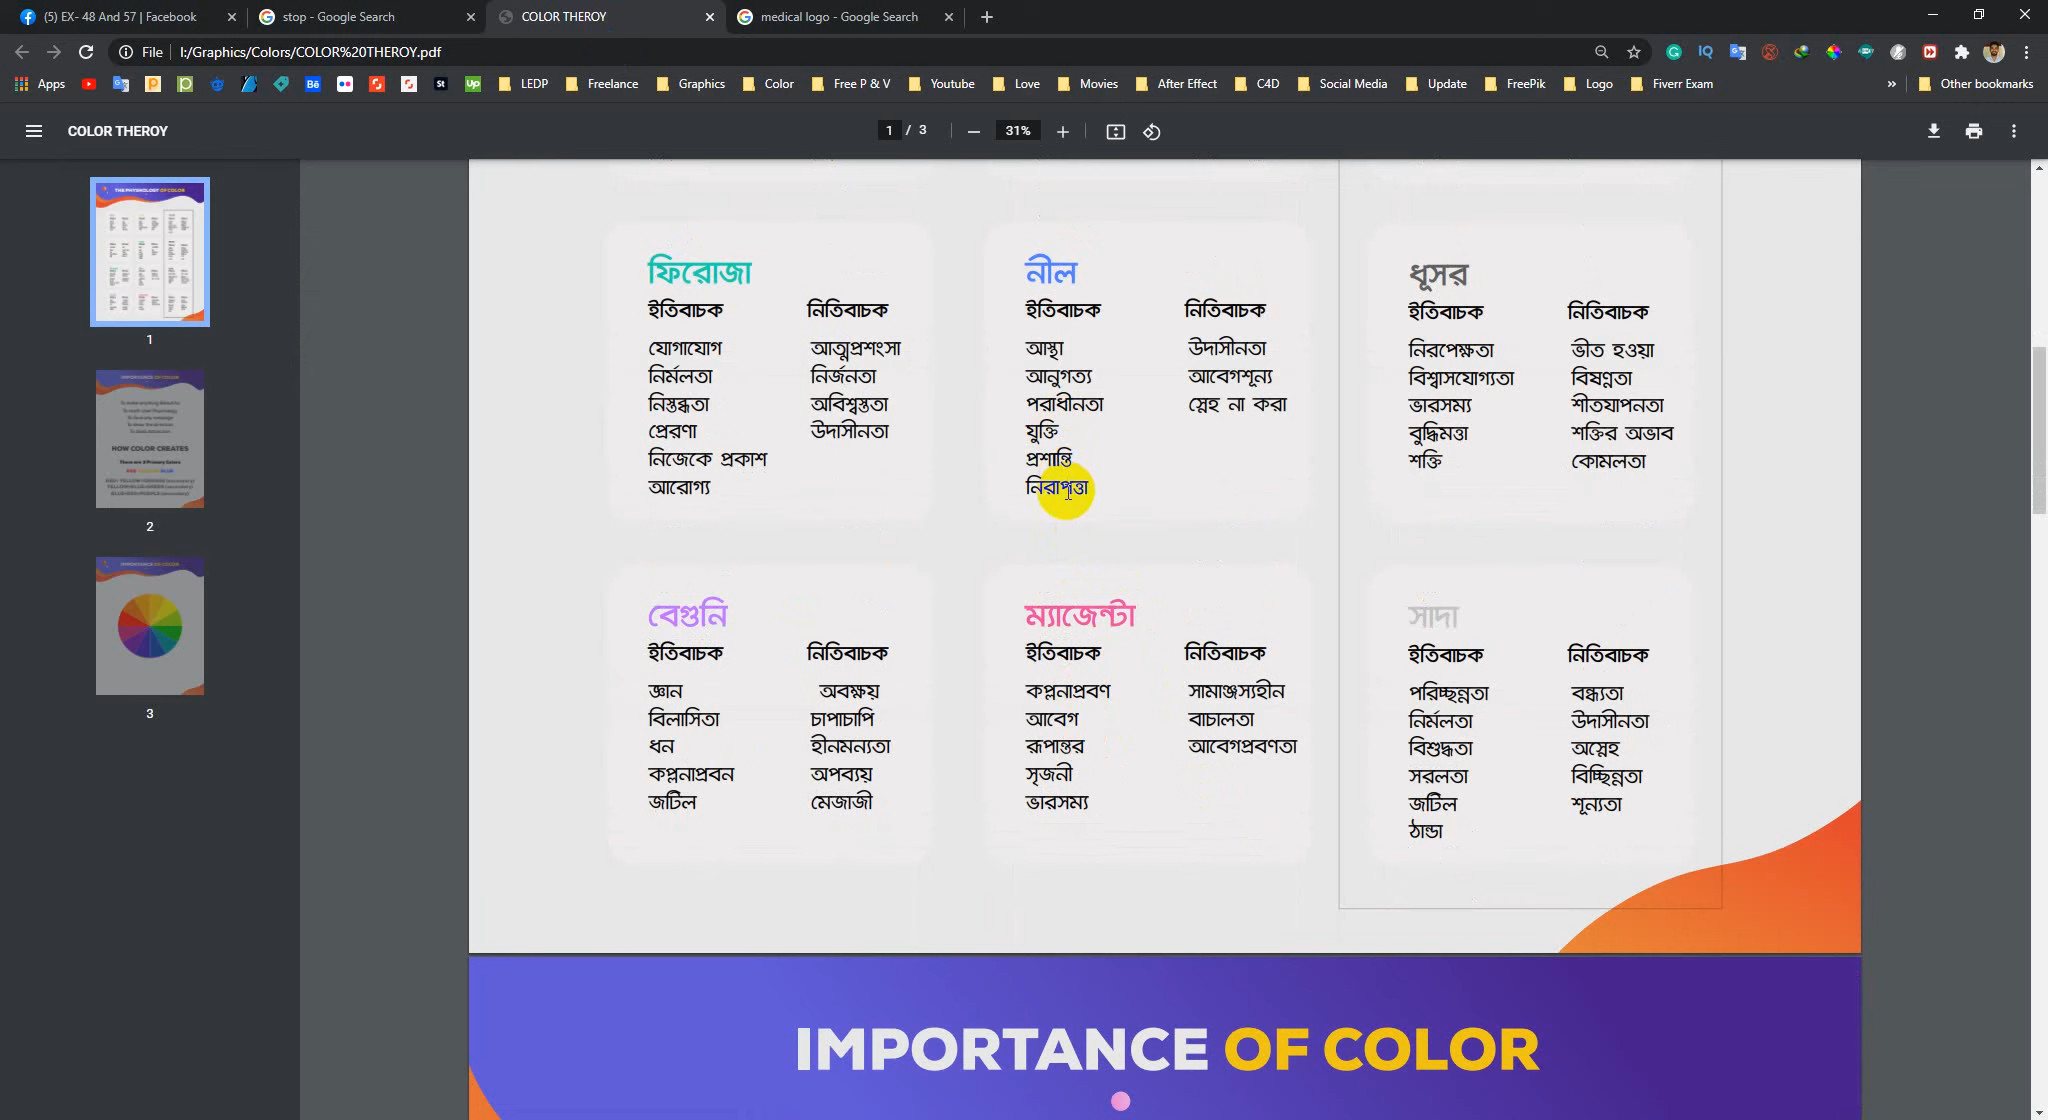 (5) EX- 48 And 57 | Facebook
stop - Google Search
COLOR THEROY
medical logo - Google Search
File
I:/Graphics/Colors/COLOR%20THEROY.pdf
Apps
LEDP
Freelance
Graphics
Color
Free P & V
Youtube
Love
Movies
After Effect
C4D
Social Media
Update
FreePik
Logo
Fiverr Exam
Other bookmarks
COLOR THEROY
1 / 3
31%
1
2
3
ফিরোজা
ইতিবাচক নিতিবাচক
যোগাযোগ আত্মপ্রশংসা
নির্মলতা নির্জনতা
নিস্তব্ধতা অবিশ্বস্ততা
প্রেরণা উদাসীনতা
নিজেকে প্রকাশ
আরোগ্য
নীল
ইতিবাচক নিতিবাচক
আস্থা উদাসীনতা
আনুগত্য আবেগশূন্য
পরাধীনতা স্নেহ না করা
যুক্তি
প্রশান্তি
নিরাপত্তা
ধূসর
ইতিবাচক নিতিবাচক
নিরপেক্ষতা ভীত হওয়া
বিশ্বাসযোগ্যতা বিষণ্নতা
ভারসম্য শীতযাপনতা
বুদ্ধিমত্তা শক্তির অভাব
শক্তি কোমলতা
বেগুনি
ইতিবাচক নিতিবাচক
জ্ঞান অবক্ষয়
বিলাসিতা চাপাচাপি
ধন হীনমন্যতা
কল্পনাপ্রবন অপব্যয়
জটিল মেজাজী
ম্যাজেন্টা
ইতিবাচক নিতিবাচক
কল্পনাপ্রবণ সামাঞ্জস্যহীন
আবেগ বাচালতা
রূপান্তর আবেগপ্রবণতা
সৃজনী
ভারসম্য
সাদা
ইতিবাচক নিতিবাচক
পরিচ্ছন্নতা বন্ধ্যতা
নির্মলতা উদাসীনতা
বিশুদ্ধতা অস্নেহ
সরলতা বিচ্ছিন্নতা
জটিল শূন্যতা
ঠান্ডা
IMPORTANCE OF COLOR